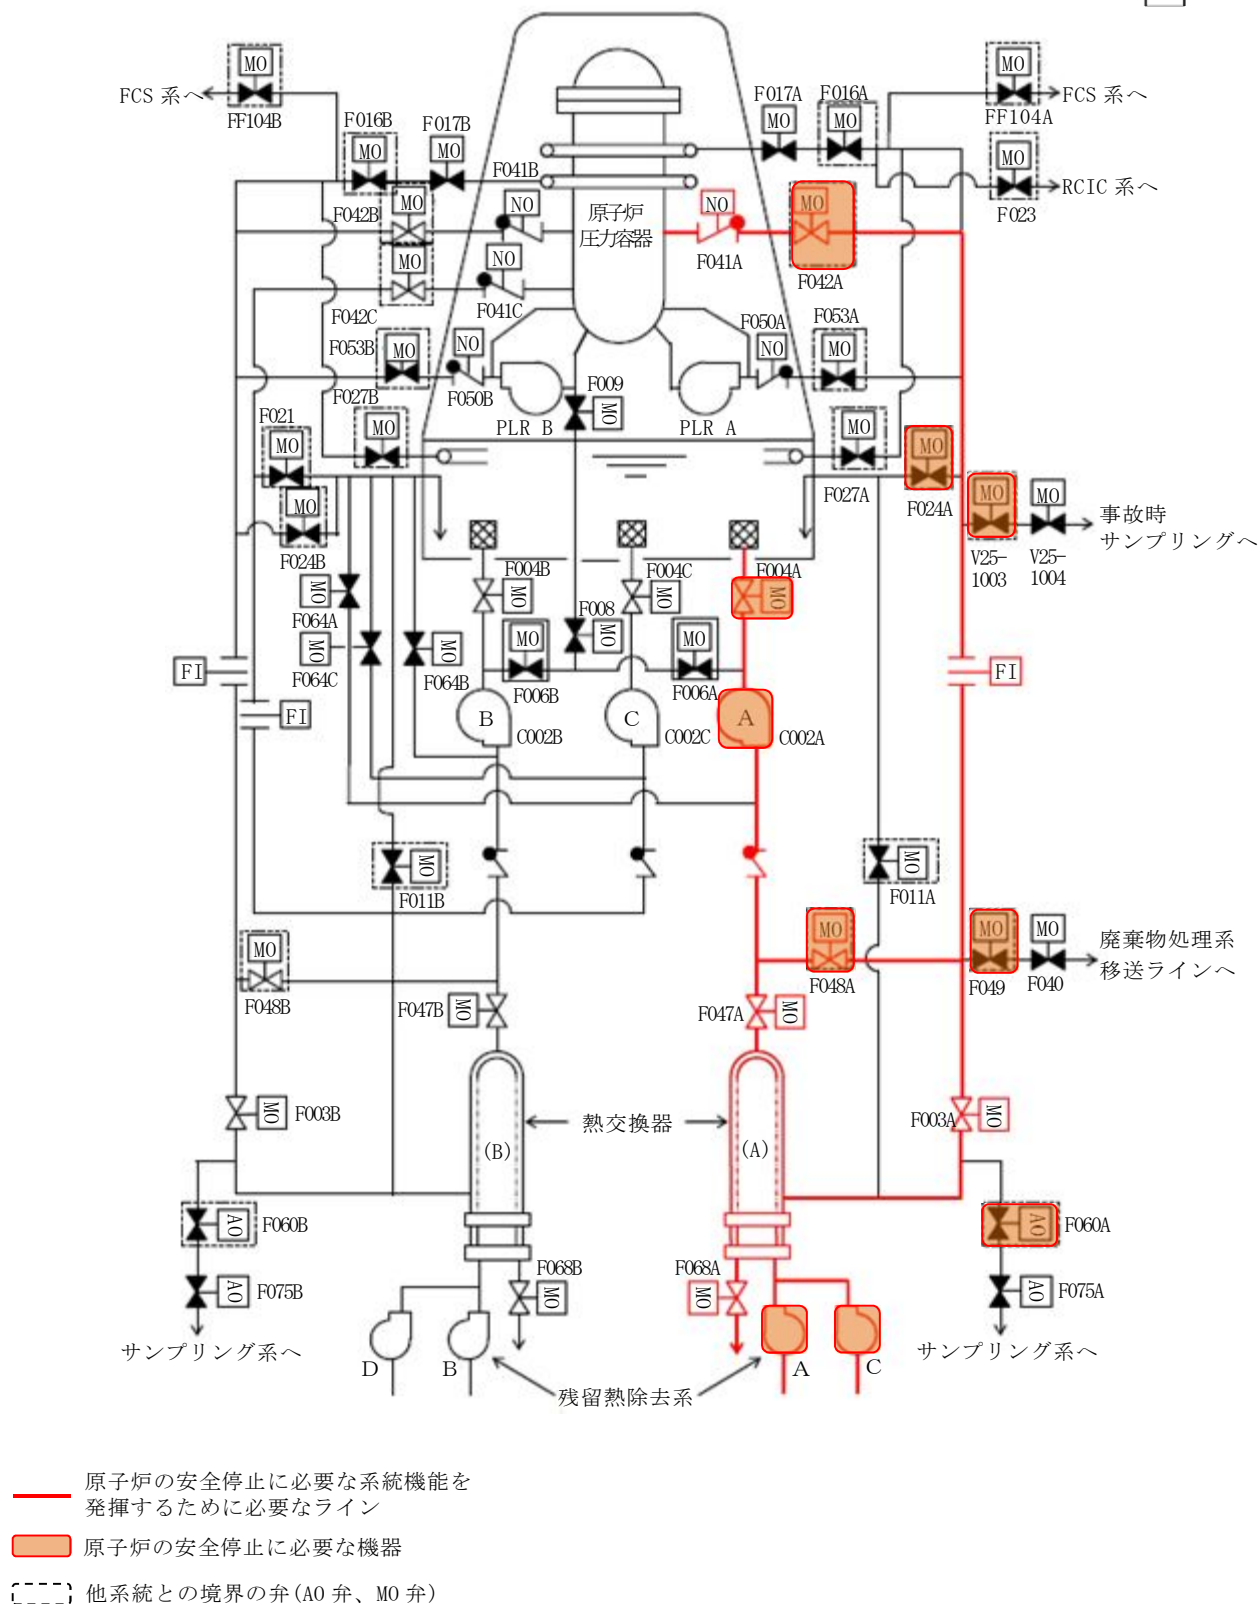 MO
MO
FCS 系へ
FF104B
F016B
F017B
F017A
F016A
FF104A
FCS 系へ
MO
MO
MO
MO
MO
F041B
F023
RCIC 系へ
F042B
MO
NO
原子炉
圧力容器
NO
F041A
MO
F042A
MO
F042C
NO
F041C
F053B
MO
NO
F050B
F050A
NO
F053A
MO
F027B
MO
F009
MO
PLR B
PLR A
F021
MO
MO
F024B
MO
F027A
MO
F024A
MO
V25-
1003
MO
V25-
1004
事故時
サンプリングへ
F004B
MO
F004C
MO
F004A
MO
MO
F064A
MO
F064C
MO
F064B
MO
F006B
F008
MO
MO
F006A
FI
FI
FI
B
C002B
C
C002C
A
C002A
MO
F011B
MO
F011A
MO
F048B
MO
F048A
MO
F049
MO
F040
廃棄物処理系
移送ラインへ
F047B
MO
F047A
MO
MO
F003B
F003A
MO
熱交換器
(B)
(A)
AO
F060B
AO
F060A
AO
F075B
AO
F075A
F068B
MO
F068A
MO
サンプリング系へ
サンプリング系へ
D
B
A
C
残留熱除去系
原子炉の安全停止に必要な系統機能を
発揮するために必要なライン
原子炉の安全停止に必要な機器
他系統との境界の弁(AO 弁、MO 弁)